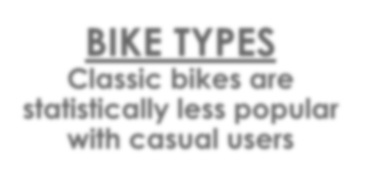 BIKE TYPES
Classic bikes are
statistically less popular
with casual users